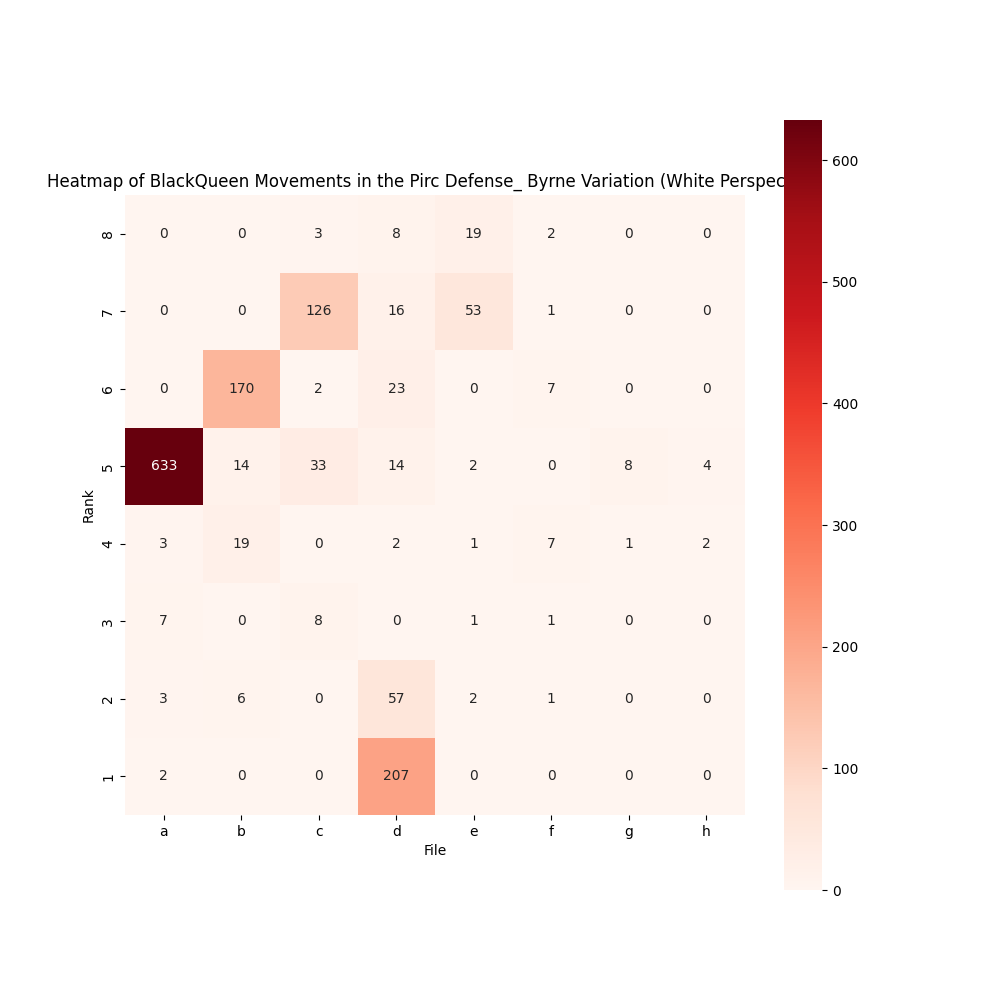 Heatmap of BlackQueen Movements in the Pirc Defense_ Byrne Variation (White Perspec
8 0 0 3 8 19 2 0 0
7 0 0 126 16 53 1 0 0
6 0 170 2 23 0 7 0 0
5 633 14 33 14 2 0 8 4
4 3 19 0 2 1 7 1 2
3 7 0 8 0 1 1 0 0
2 3 6 0 57 2 1 0 0
1 2 0 0 207 0 0 0 0
a b c d e f g h
File
Rank
600
500
400
300
200
100
0